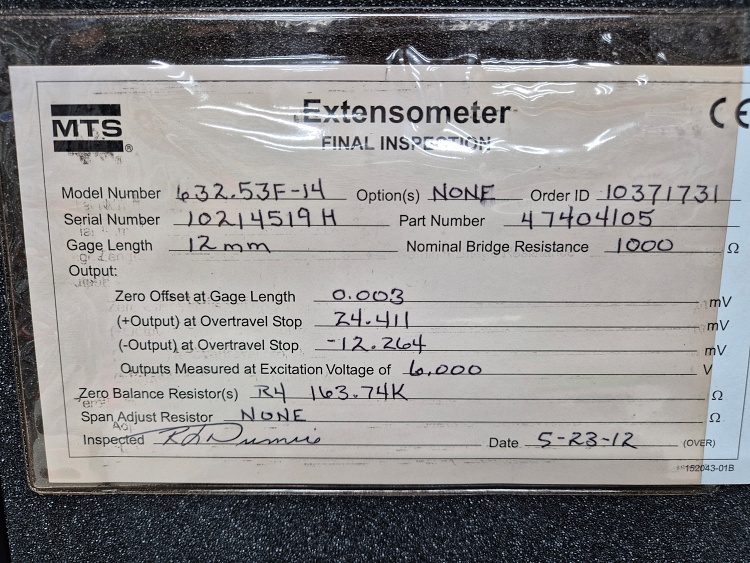 MTS®
Extensometer
CE
FINAL INSPECTION
Model Number 632.53F-14 Option(s) NONE Order ID 10371731
Serial Number 10214519H Part Number 47404105
Gage Length 12mm Nominal Bridge Resistance 1000 Ω
Output:
Zero Offset at Gage Length 0.003 mV
(+Output) at Overtravel Stop 24.411 mV
(-Output) at Overtravel Stop -12.264 mV
Outputs Measured at Excitation Voltage of 6.000 V
Zero Balance Resistor(s) R4 163.74K Ω
Span Adjust Resistor NONE Ω
Inspected Date 5-23-12 (OVER)
152043-01B